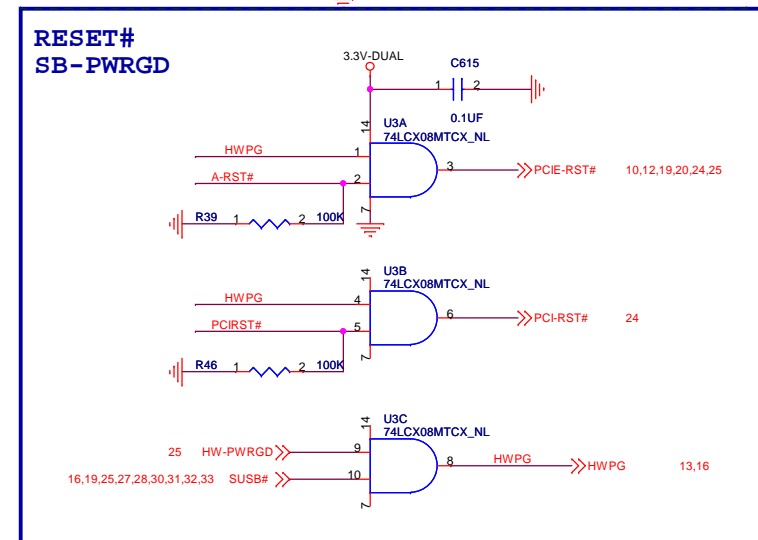 RESET#
SB-PWRGD
3.3V-DUAL
C615
1 2
0.1UF
14
U3A
74LCX08MTCX_NL
HWPG 1
3 PCIE-RST# 10,12,19,20,24,25
A-RST# 2
7
R39 1 2 100K
14
U3B
74LCX08MTCX_NL
HWPG 4
6 PCI-RST# 24
PCIRST# 5
7
R46 1 2 100K
14
U3C
74LCX08MTCX_NL
25 HW-PWRGD 9
8 HWPG HWPG 13,16
16,19,25,27,28,30,31,32,33 SUSB# 10
7